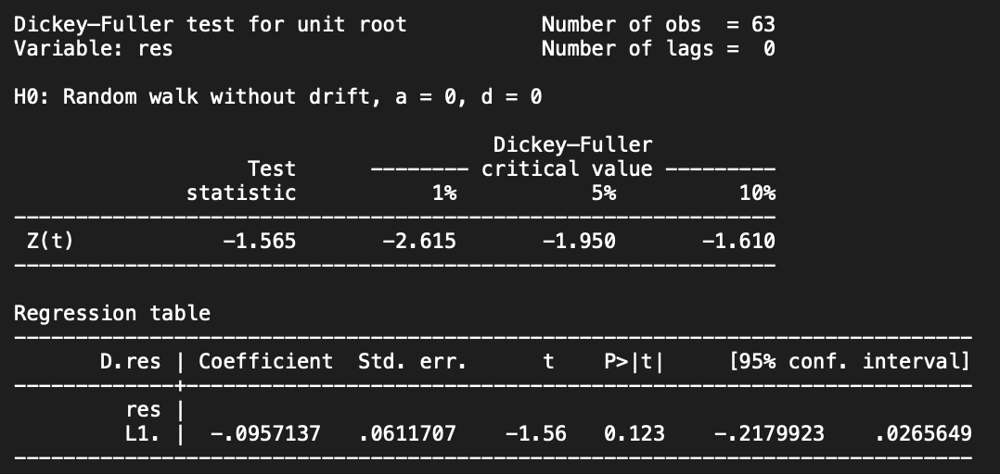 Dickey–Fuller test for unit root           Number of obs  = 63
Variable: res                              Number of lags =  0
H0: Random walk without drift, a = 0, d = 0
Dickey–Fuller
Test      -------- critical value ---------
statistic           1%           5%          10%
--------------------------------------------------------------
Z(t)            -1.565       -2.615       -1.950       -1.610
--------------------------------------------------------------
Regression table
------------------------------------------------------------------------------
D.res | Coefficient  Std. err.      t    P>|t|     [95% conf. interval]
-------------+----------------------------------------------------------------
res |
L1. |  -.0957137   .0611707    -1.56   0.123    -.2179923    .0265649
------------------------------------------------------------------------------